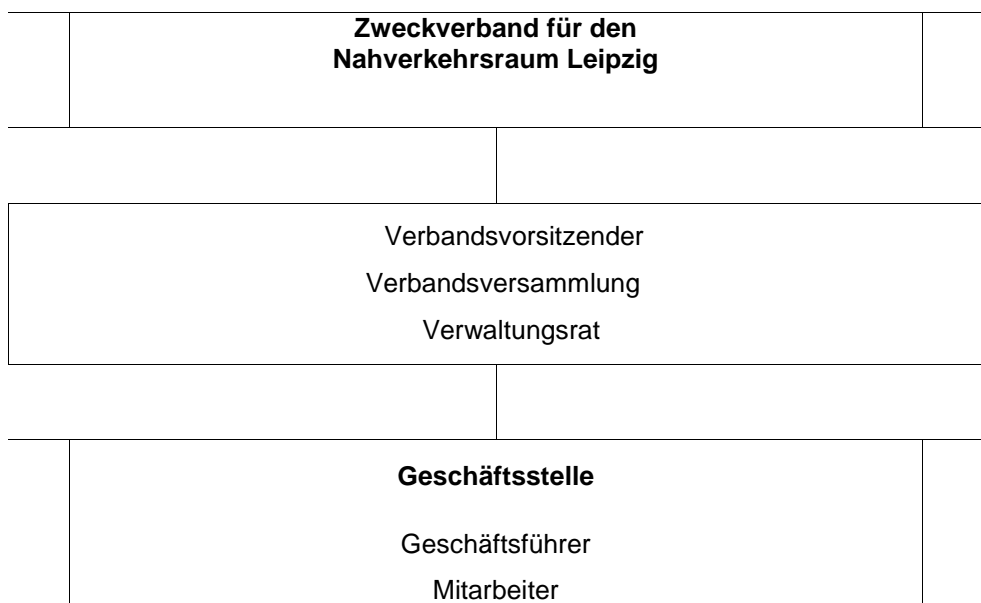 Zweckverband für den
Nahverkehrsraum Leipzig
Verbandsvorsitzender
Verbandsversammlung
Verwaltungsrat
Geschäftsstelle
Geschäftsführer
Mitarbeiter